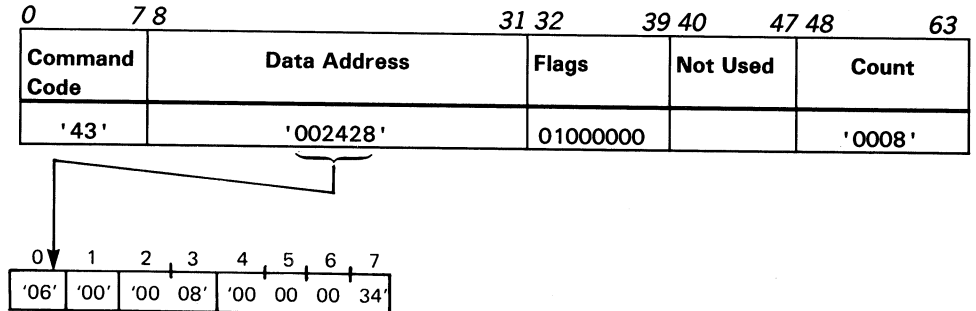 0 7 8 31 32 39 40 47 48 63
Command Code Data Address Flags Not Used Count
'43' '002428' 01000000 '0008'
0 1 2 3 4 5 6 7
'06' '00' '00 08' '00 00 00 34'